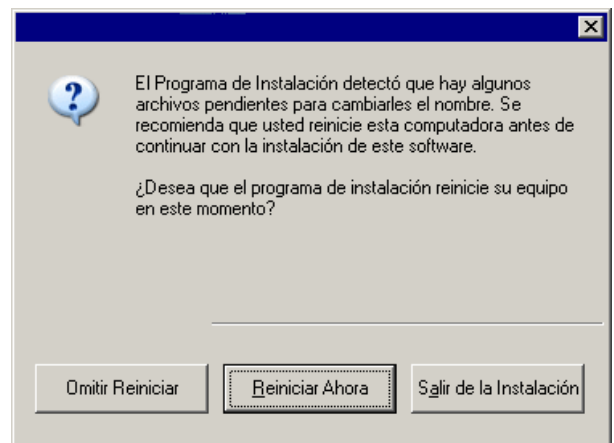 El Programa de Instalación detectó que hay algunos
archivos pendientes para cambiarles el nombre. Se
recomienda que usted reinicie esta computadora antes de
continuar con la instalación de este software.
¿Desea que el programa de instalación reinicie su equipo
en este momento?
Omitir Reiniciar
Reiniciar Ahora
Salir de la Instalación